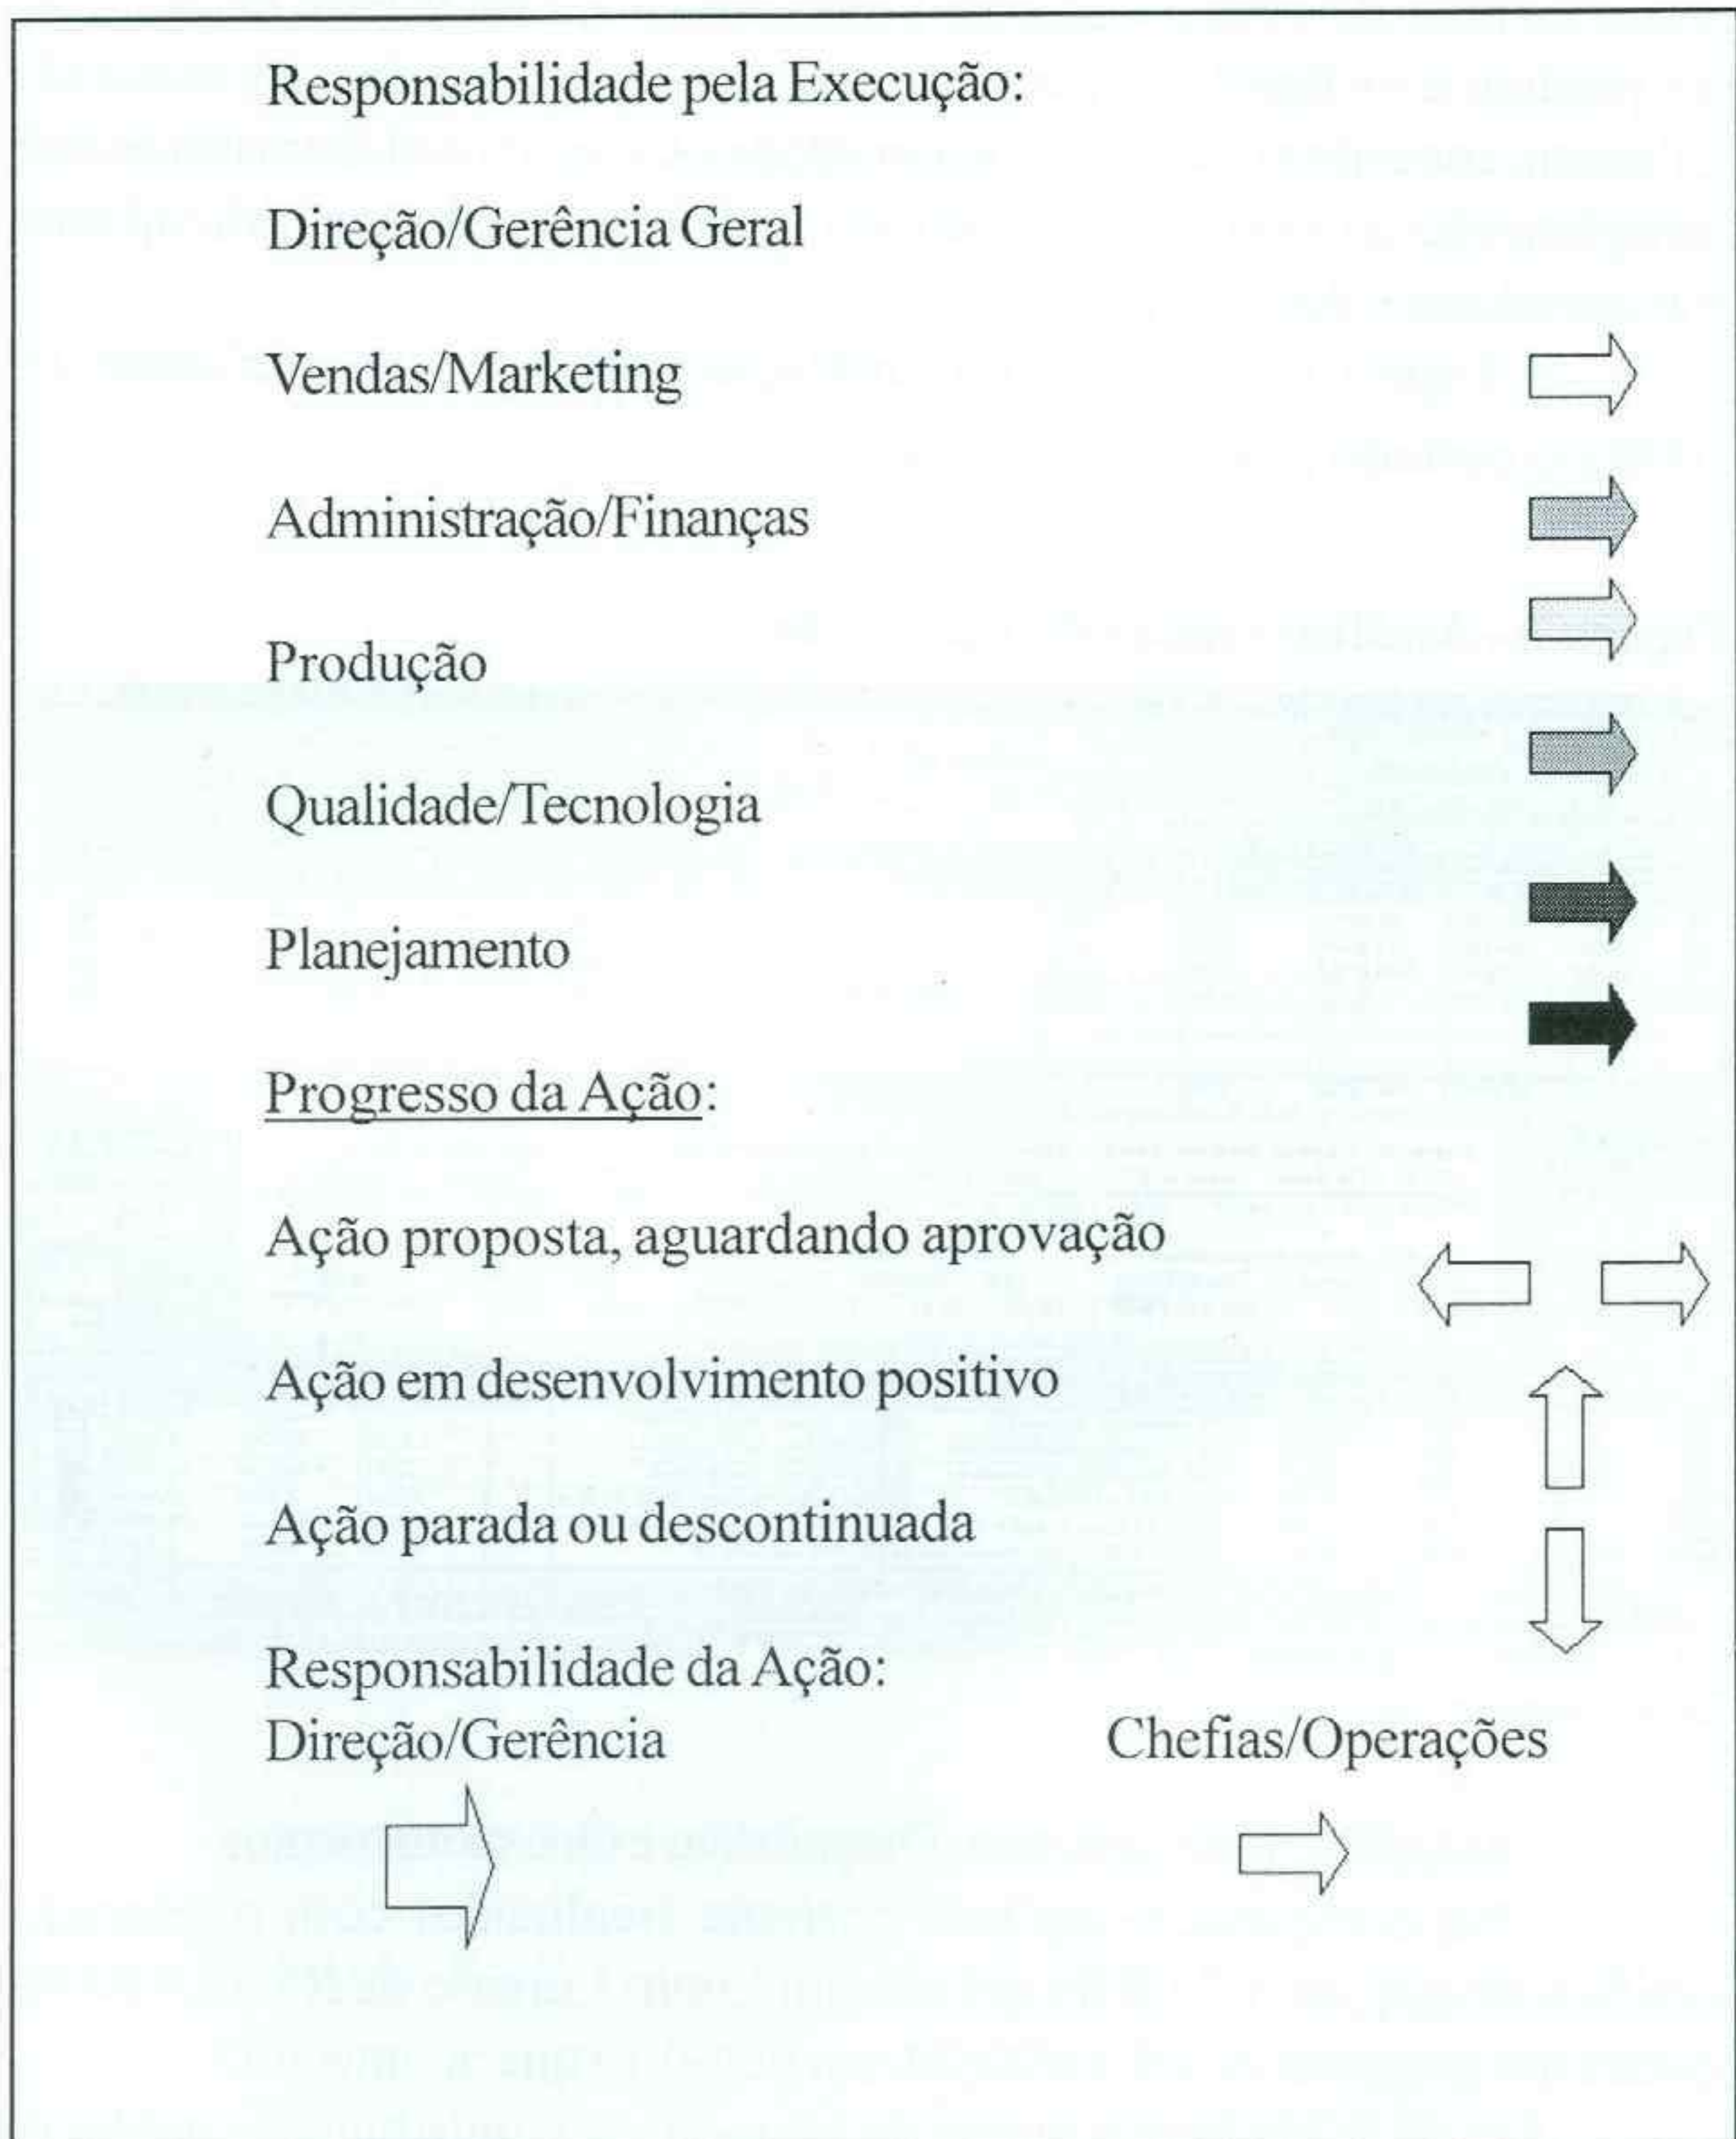 Responsabilidade pela Execução:
Direção/Gerência Geral
Vendas/Marketing
Administração/Finanças
Produção
Qualidade/Tecnologia
Planejamento
Progresso da Ação:
Ação proposta, aguardando aprovação
Ação em desenvolvimento positivo
Ação parada ou descontinuada
Responsabilidade da Ação:
Direção/Gerência Chefias/Operações